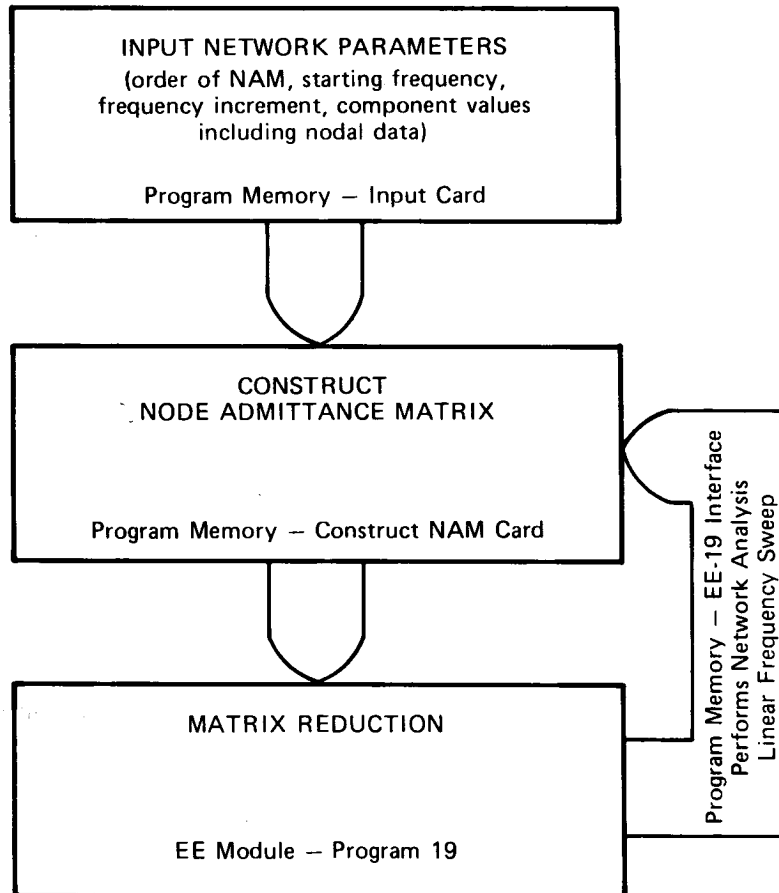 INPUT NETWORK PARAMETERS
(order of NAM, starting frequency,
frequency increment, component values
including nodal data)
Program Memory – Input Card
CONSTRUCT
NODE ADMITTANCE MATRIX
Program Memory – Construct NAM Card
MATRIX REDUCTION
EE Module – Program 19
Program Memory – EE-19 Interface
Performs Network Analysis
Linear Frequency Sweep